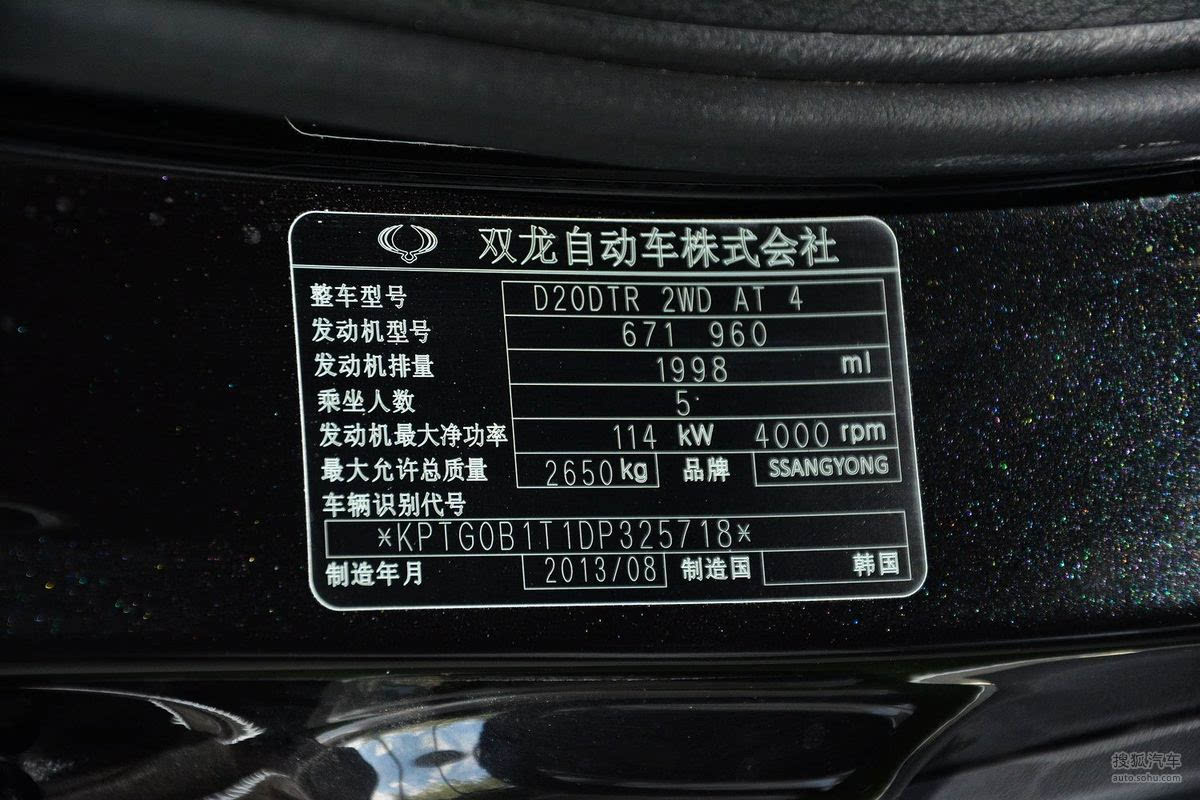 双龙自动车株式会社
整车型号 D20DTR 2WD AT 4
发动机型号 671 960
发动机排量 1998 ml
乘坐人数 5
发动机最大净功率 114 kW 4000 rpm
最大允许总质量 2650 kg 品牌 SSANGYONG
车辆识别代号
*KPTG0B1T1DP325718*
制造年月 2013/08 制造国 韩国
搜狐汽车
auto.sohu.com